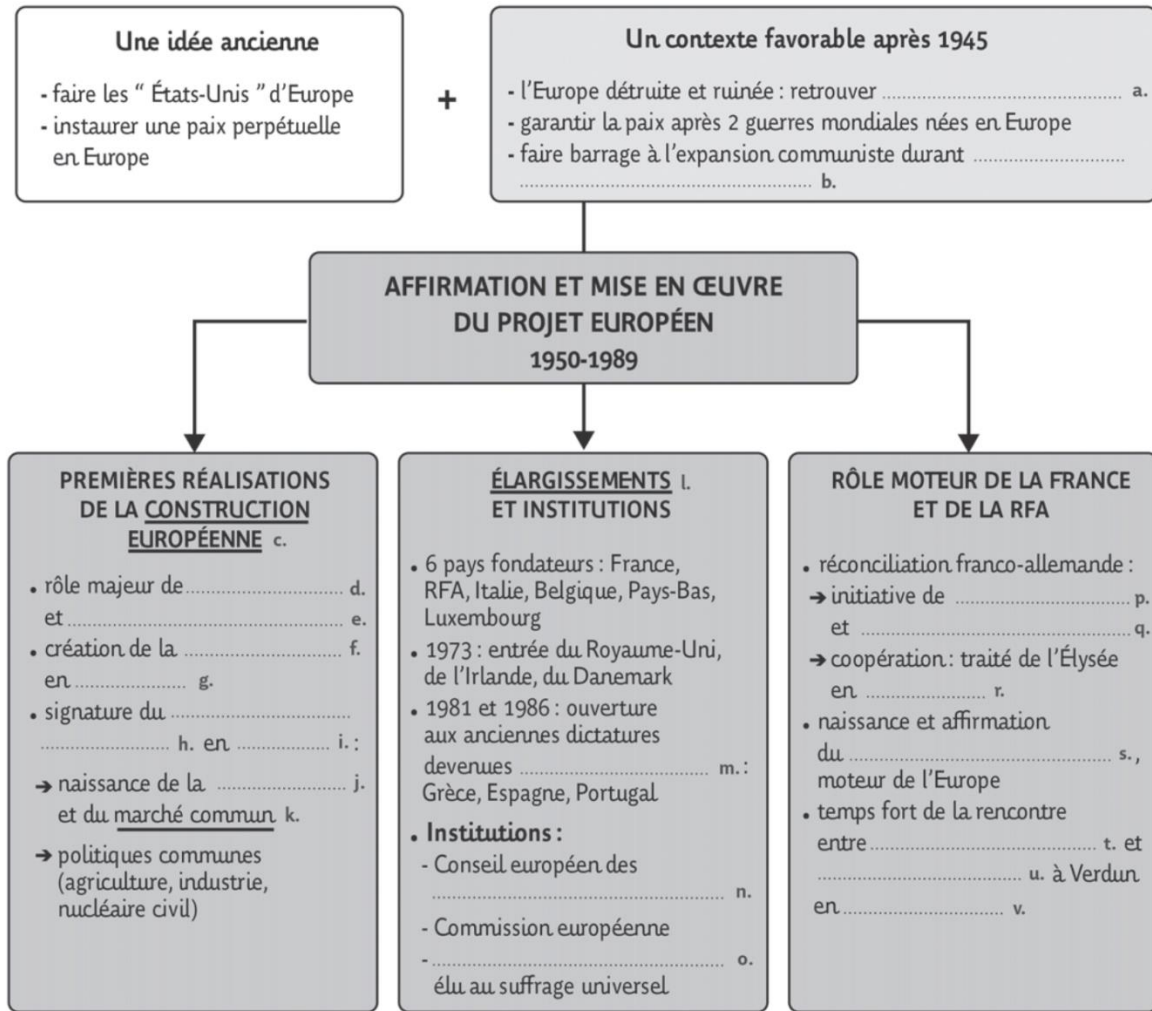 Une idée ancienne
- faire les “ États-Unis ” d’Europe
- instaurer une paix perpétuelle
en Europe
+
Un contexte favorable après 1945
- l’Europe détruite et ruinée : retrouver ........................................ a.
- garantir la paix après 2 guerres mondiales nées en Europe
- faire barrage à l’expansion communiste durant ..........................
.................................................. b.
AFFIRMATION ET MISE EN ŒUVRE
DU PROJET EUROPÉEN
1950-1989
PREMIÈRES RÉALISATIONS
DE LA CONSTRUCTION
EUROPÉENNE c.
• rôle majeur de .......................... d.
et .................................................. e.
• création de la .......................... f.
en .................... g.
• signature du ..............................
.......................... h. en ............... i. :
➔ naissance de la ...................... j.
et du marché commun k.
➔ politiques communes
(agriculture, industrie,
nucléaire civil)
ÉLARGISSEMENTS l.
ET INSTITUTIONS
• 6 pays fondateurs : France,
RFA, Italie, Belgique, Pays-Bas,
Luxembourg
• 1973 : entrée du Royaume-Uni,
de l’Irlande, du Danemark
• 1981 et 1986 : ouverture
aux anciennes dictatures
devenues .............................. m. :
Grèce, Espagne, Portugal
• Institutions :
- Conseil européen des
.................................................. n.
- Commission européenne
- .................................................. o.
élu au suffrage universel
RÔLE MOTEUR DE LA FRANCE
ET DE LA RFA
• réconciliation franco-allemande :
➔ initiative de .............................. p.
et .................................................. q.
➔ coopération : traité de l’Élysée
en .................... r.
• naissance et affirmation
du .......................................... s.,
moteur de l’Europe
• temps fort de la rencontre
entre .................................... t. et
.................................. u. à Verdun
en .......................... v.